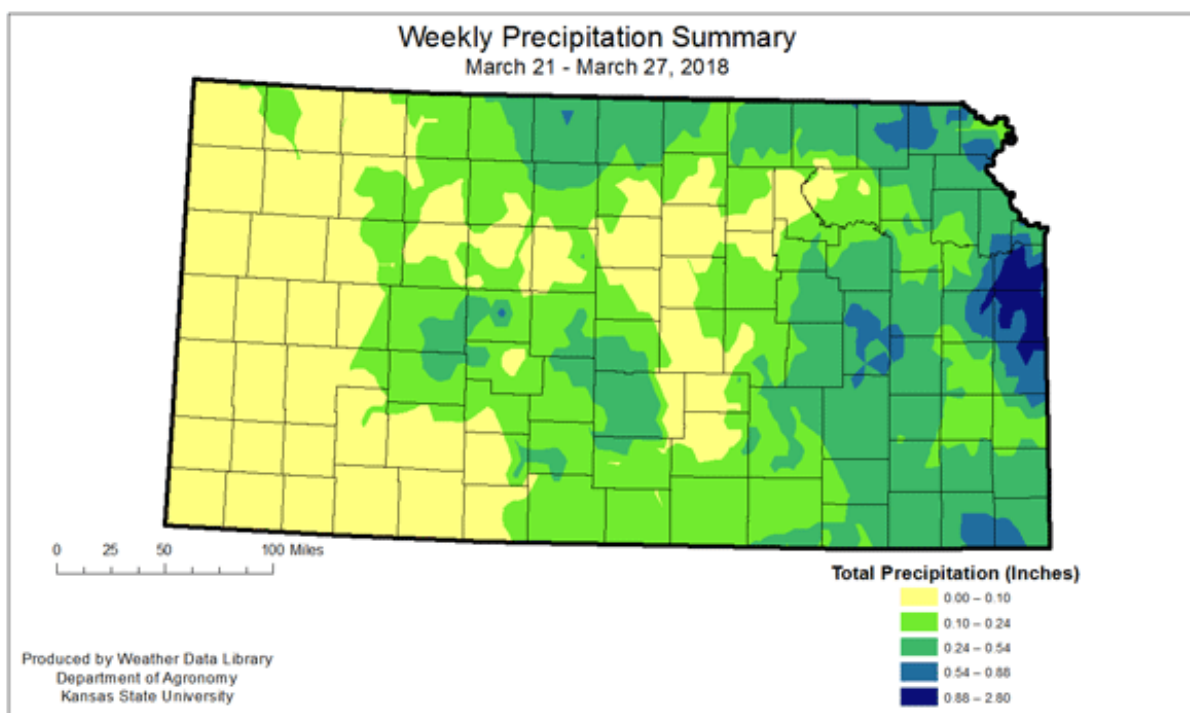 Weekly Precipitation Summary
March 21 - March 27, 2018
0 25 50 100 Miles
Total Precipitation (Inches)
0.00 – 0.10
0.10 – 0.24
0.24 – 0.54
0.54 – 0.88
0.88 – 2.80
Produced by Weather Data Library
Department of Agronomy
Kansas State University